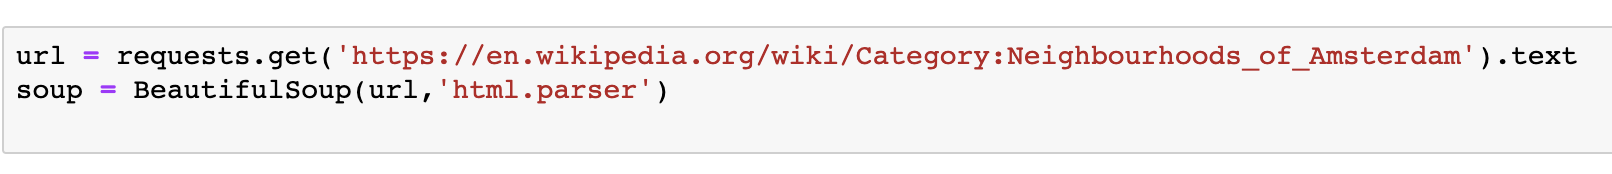 url = requests.get('https://en.wikipedia.org/wiki/Category:Neighbourhoods_of_Amsterdam').text
soup = BeautifulSoup(url,'html.parser')